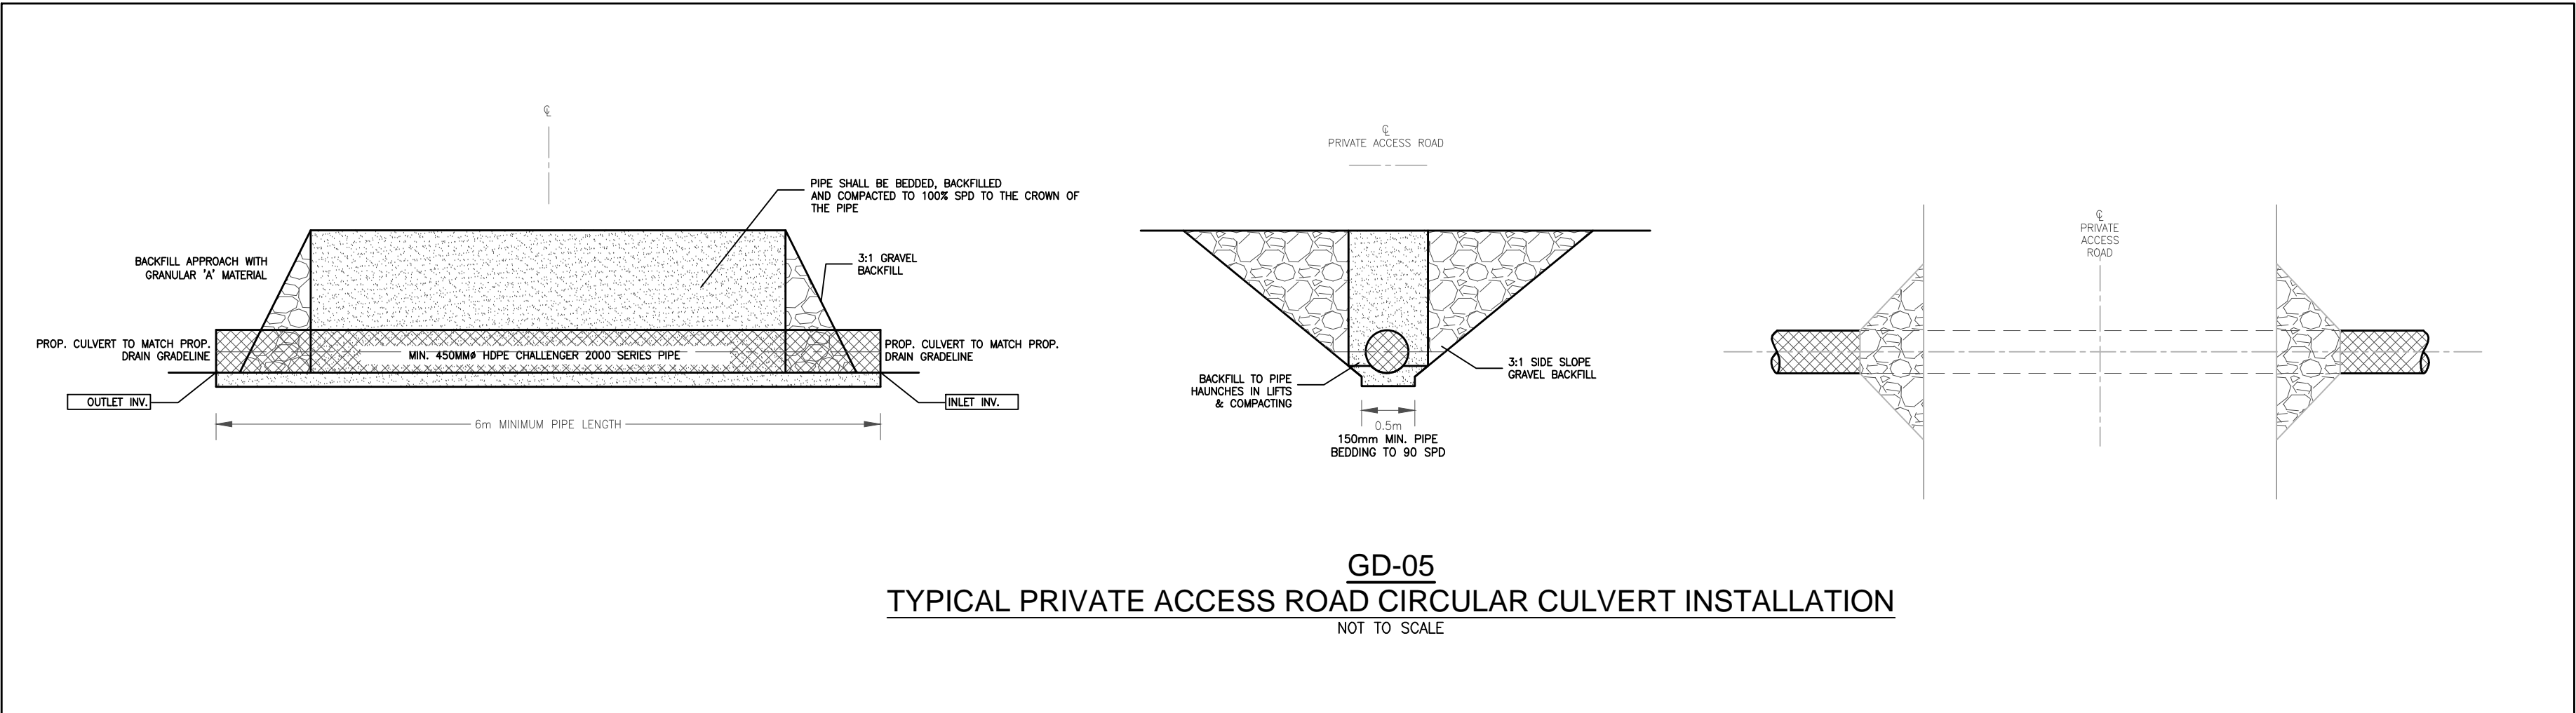 ℄
PIPE SHALL BE BEDDED, BACKFILLED
AND COMPACTED TO 100% SPD TO THE CROWN OF
THE PIPE
BACKFILL APPROACH WITH
GRANULAR 'A' MATERIAL
3:1 GRAVEL
BACKFILL
PROP. CULVERT TO MATCH PROP.
DRAIN GRADELINE
MIN. 450MMø HDPE CHALLENGER 2000 SERIES PIPE
PROP. CULVERT TO MATCH PROP.
DRAIN GRADELINE
OUTLET INV.
INLET INV.
6m MINIMUM PIPE LENGTH
℄
PRIVATE ACCESS ROAD
BACKFILL TO PIPE
HAUNCHES IN LIFTS
& COMPACTING
3:1 SIDE SLOPE
GRAVEL BACKFILL
0.5m
150mm MIN. PIPE
BEDDING TO 90 SPD
℄
PRIVATE
ACCESS
ROAD
GD-05
TYPICAL PRIVATE ACCESS ROAD CIRCULAR CULVERT INSTALLATION
NOT TO SCALE